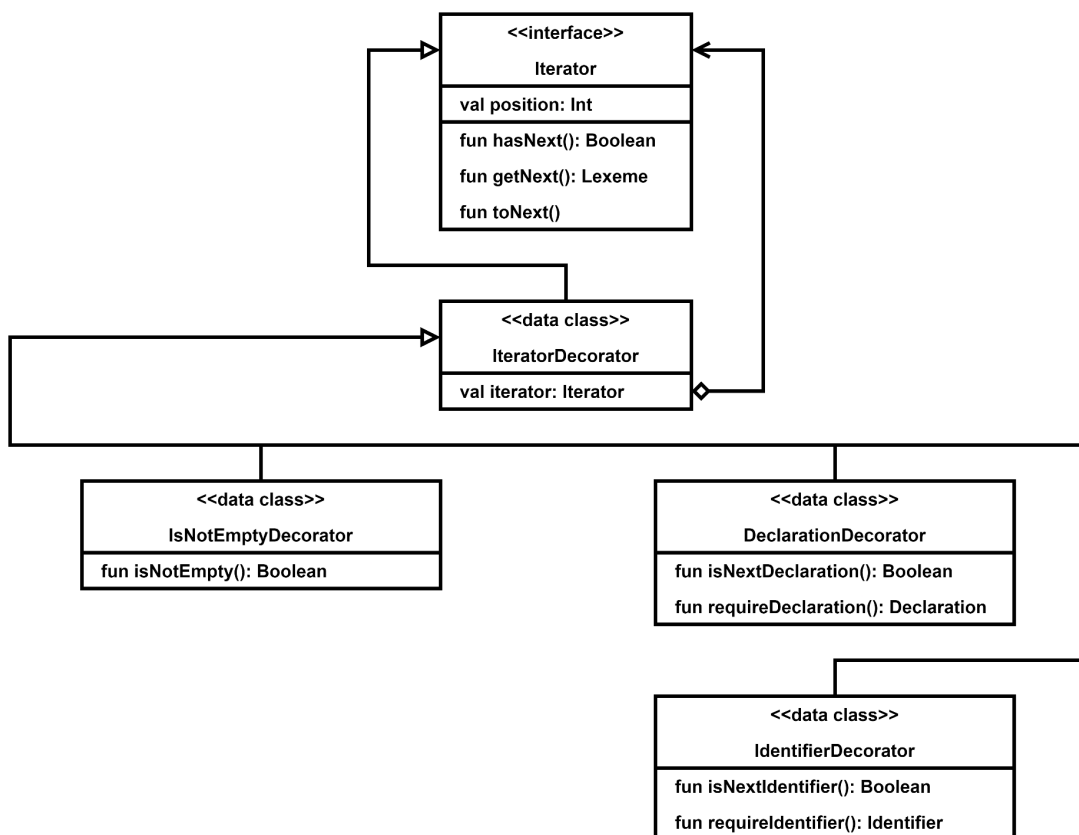 <<interface>>
Iterator
val position: Int
fun hasNext(): Boolean
fun getNext(): Lexeme
fun toNext()
<<data class>>
IteratorDecorator
val iterator: Iterator
<<data class>>
IsNotEmptyDecorator
fun isNotEmpty(): Boolean
<<data class>>
DeclarationDecorator
fun isNextDeclaration(): Boolean
fun requireDeclaration(): Declaration
<<data class>>
IdentifierDecorator
fun isNextIdentifier(): Boolean
fun requireIdentifier(): Identifier